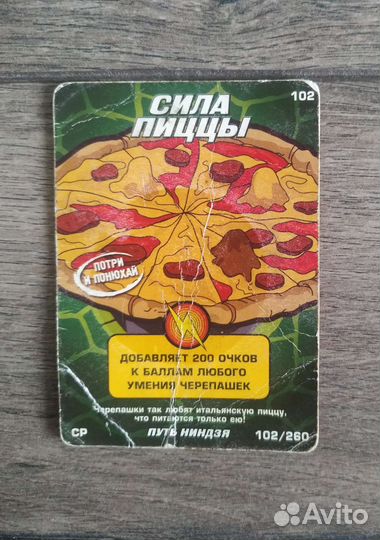 102
СИЛА
ПИЦЦЫ
ПОТРИ
И ПОНЮХАЙ
ДОБАВЛЯЕТ 200 ОЧКОВ
К БАЛЛАМ ЛЮБОГО
УМЕНИЯ ЧЕРЕПАШЕК
Черепашки так любят итальянскую пиццу,
что питаются только ею!
СР ПУТЬ НИНДЗЯ 102/260
Avito